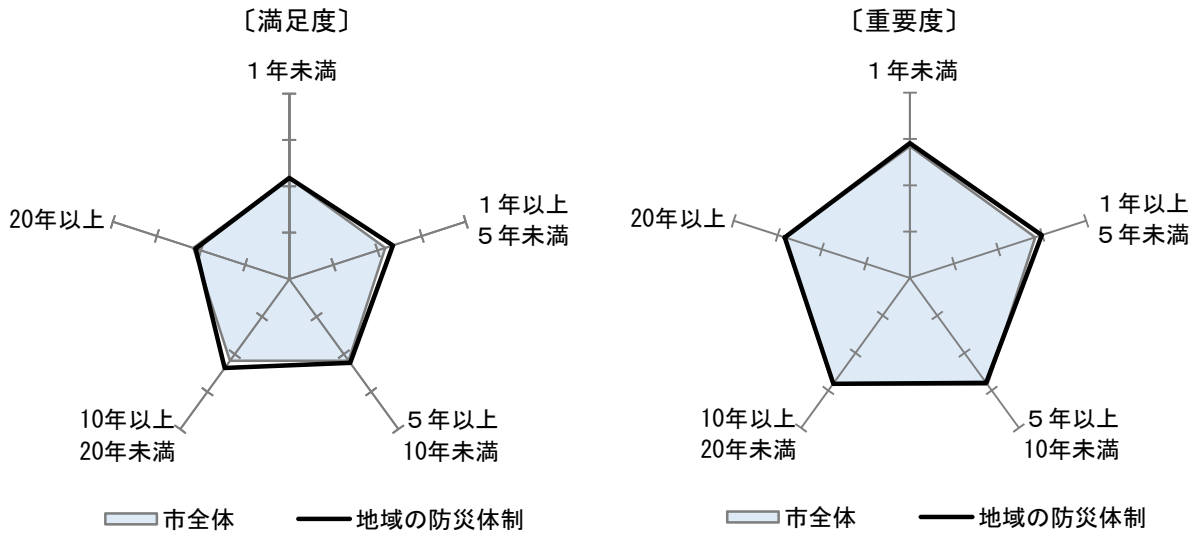 〔満足度〕
１年未満
１年以上
５年未満
５年以上
10年未満
10年以上
20年未満
20年以上
市全体
地域の防災体制
〔重要度〕
１年未満
１年以上
５年未満
５年以上
10年未満
10年以上
20年未満
20年以上
市全体
地域の防災体制